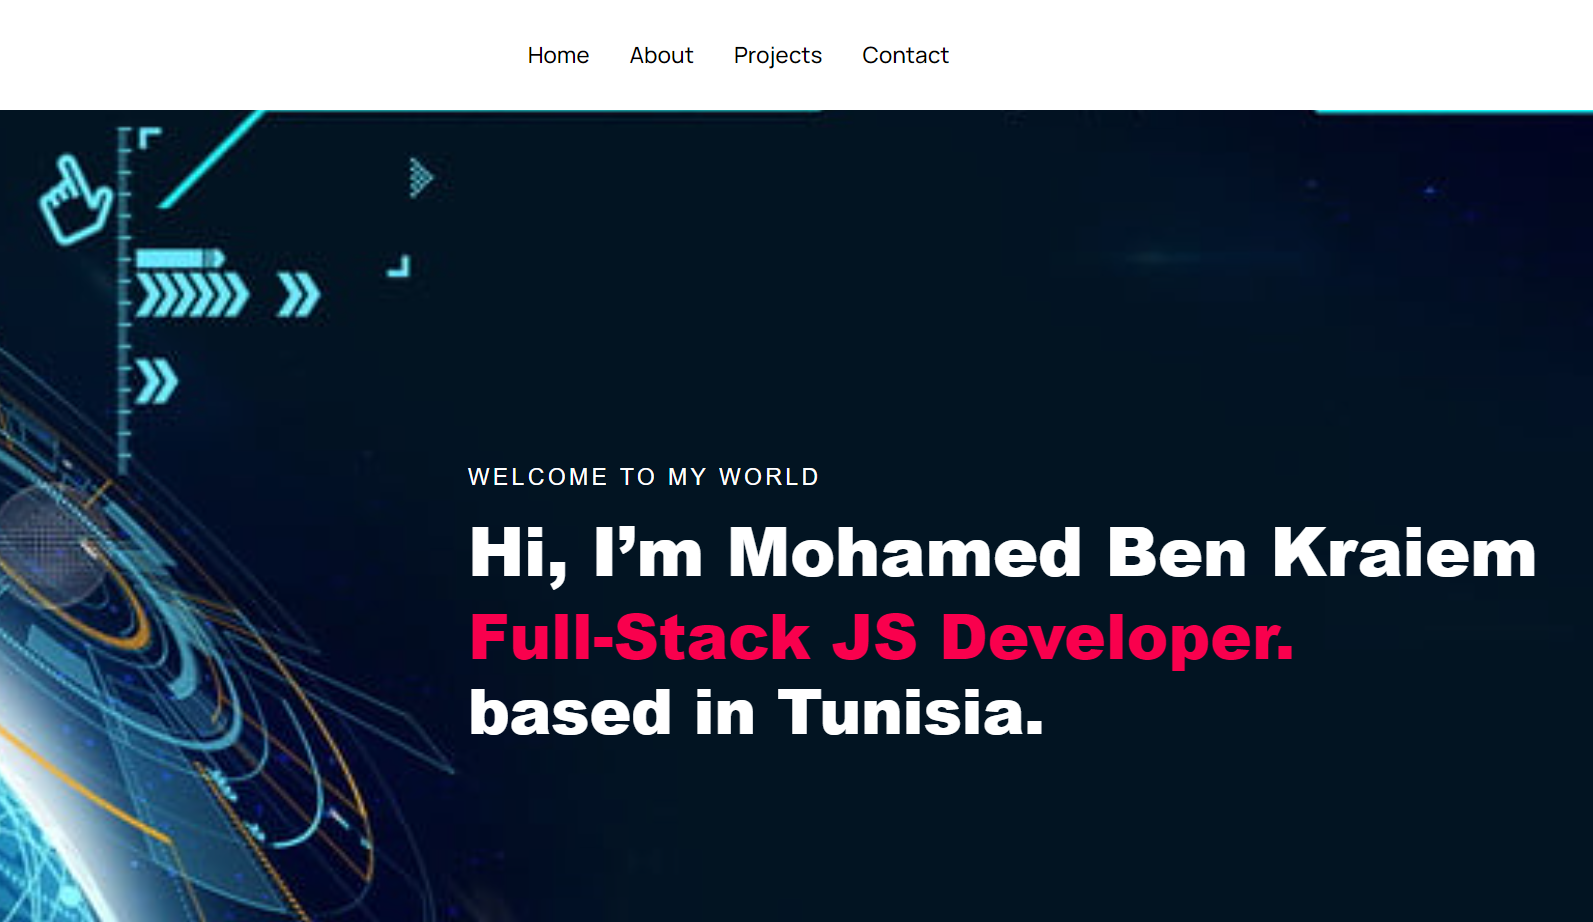 Home About Projects Contact
WELCOME TO MY WORLD
Hi, I’m Mohamed Ben Kraiem
Full-Stack JS Developer.
based in Tunisia.